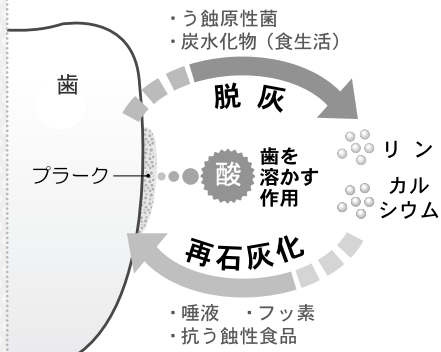 ・う蝕原性菌
・炭水化物（食生活）
歯
脱灰
リン
プラーク
酸
歯を
溶かす
作用
カル
シウム
再石灰化
・唾液　・フッ素
・抗う蝕性食品